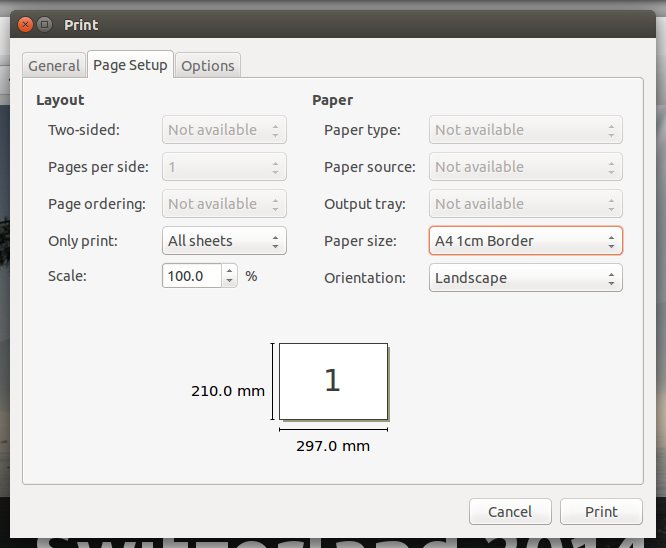 Print
General Page Setup Options
Layout Paper
Two-sided: Not available Paper type: Not available
Pages per side: 1 Paper source: Not available
Page ordering: Not available Output tray: Not available
Only print: All sheets Paper size: A4 1cm Border
Scale: 100.0 % Orientation: Landscape
1
210.0 mm
297.0 mm
Cancel Print
Switzerland 2014